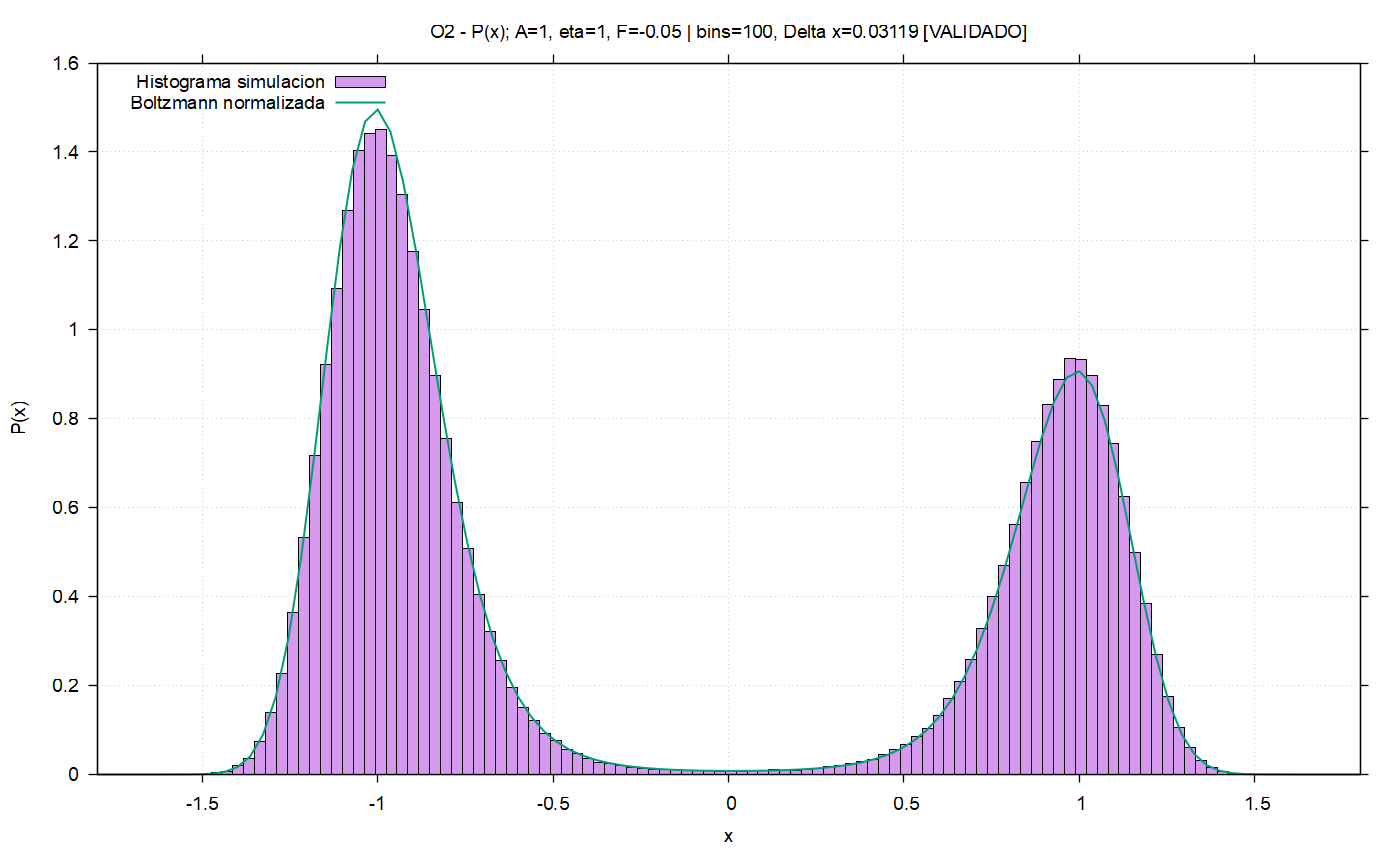 O2 - P(x); A=1, eta=1, F=-0.05 | bins=100, Delta x=0.03119 [VALIDADO]
1.6
Histograma simulacion
Boltzmann normalizada
1.4
1.2
1
0.8
P(x)
0.6
0.4
0.2
0
-1.5 -1 -0.5 0 0.5 1 1.5
x